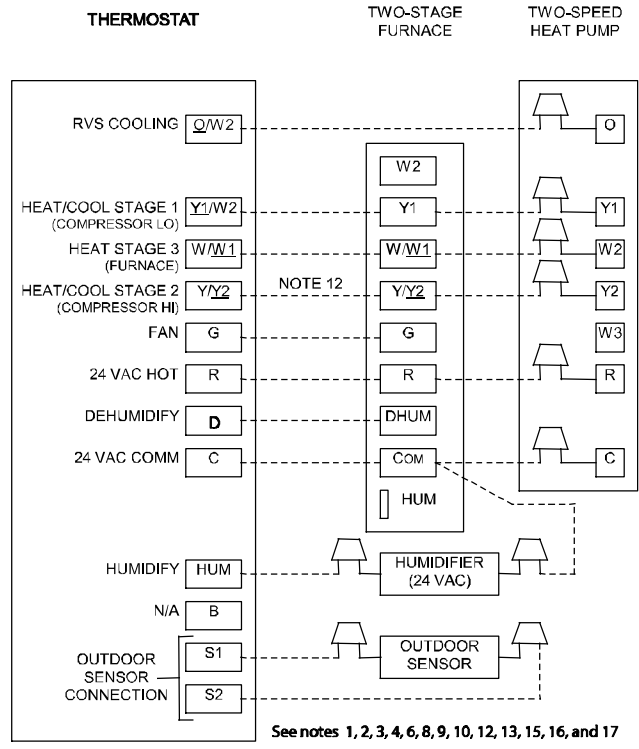 THERMOSTAT
TWO-STAGE
FURNACE
TWO-SPEED
HEAT PUMP
RVS COOLING O/W2 O
W2
HEAT/COOL STAGE 1 Y1/W2 Y1 Y1
(COMPRESSOR LO)
HEAT STAGE 3 W/W1 W/W1 W2
(FURNACE)
NOTE 12
HEAT/COOL STAGE 2 Y/Y2 Y/Y2 Y2
(COMPRESSOR HI)
FAN G G W3
24 VAC HOT R R R
DEHUMIDIFY D DHUM
24 VAC COMM C COM C
HUM
HUMIDIFY HUM HUMIDIFIER
(24 VAC)
N/A B
S1 OUTDOOR
SENSOR
OUTDOOR
SENSOR
CONNECTION
S2
See notes 1, 2, 3, 4, 6, 8, 9, 10, 12, 13, 15, 16, and 17